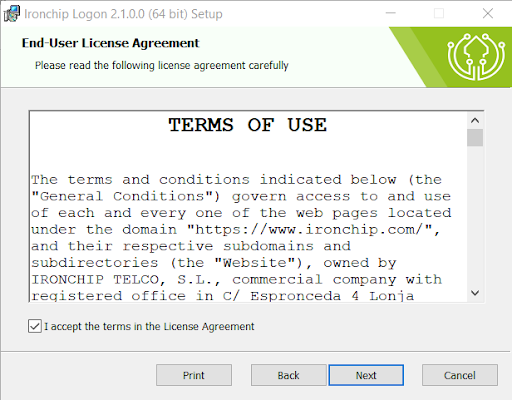 Ironchip Logon 2.1.0.0 (64 bit) Setup
End-User License Agreement
Please read the following license agreement carefully
TERMS OF USE
The terms and conditions indicated below (the
"General Conditions") govern access to and use
of each and every one of the web pages located
under the domain "https://www.ironchip.com/",
and their respective subdomains and
subdirectories (the "Website"), owned by
IRONCHIP TELCO, S.L., commercial company with
registered office in C/ Espronceda 4 Lonja
I accept the terms in the License Agreement
Print Back Next Cancel